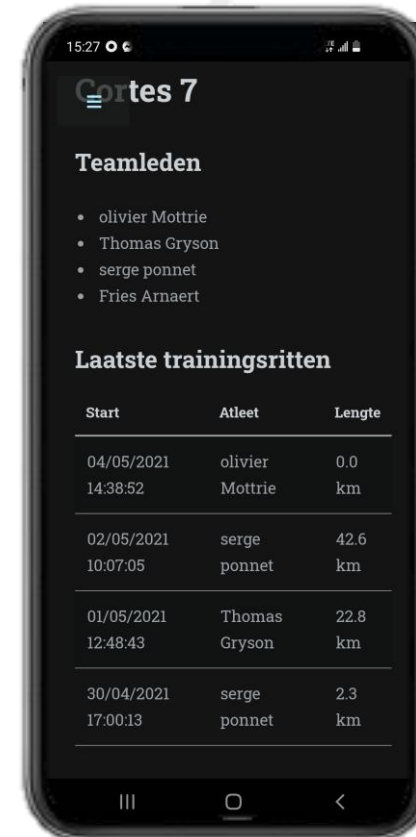 15:27
Cortes 7
Teamleden
olivier Mottrie
Thomas Gryson
serge ponnet
Fries Arnaert
Laatste trainingsritten
Start Atleet Lengte
04/05/2021 olivier 0.0
14:38:52 Mottrie km
02/05/2021 serge 42.6
10:07:05 ponnet km
01/05/2021 Thomas 22.8
12:48:43 Gryson km
30/04/2021 serge 2.3
17:00:13 ponnet km